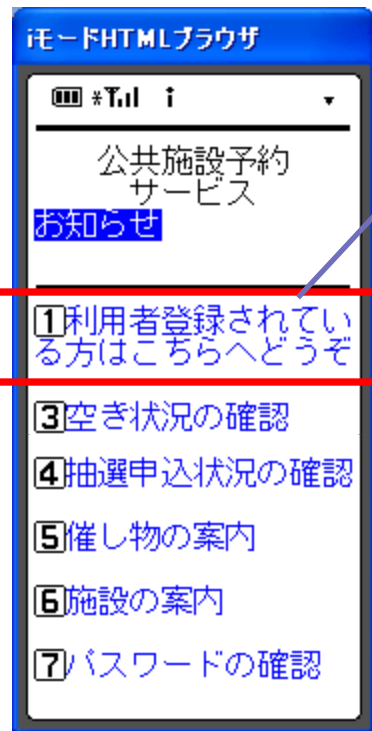 iモードHTMLブラウザ
公共施設予約
サービス
お知らせ
1利用者登録されてい
る方はこちらへどうぞ
3空き状況の確認
4抽選申込状況の確認
5催し物の案内
6施設の案内
7パスワードの確認